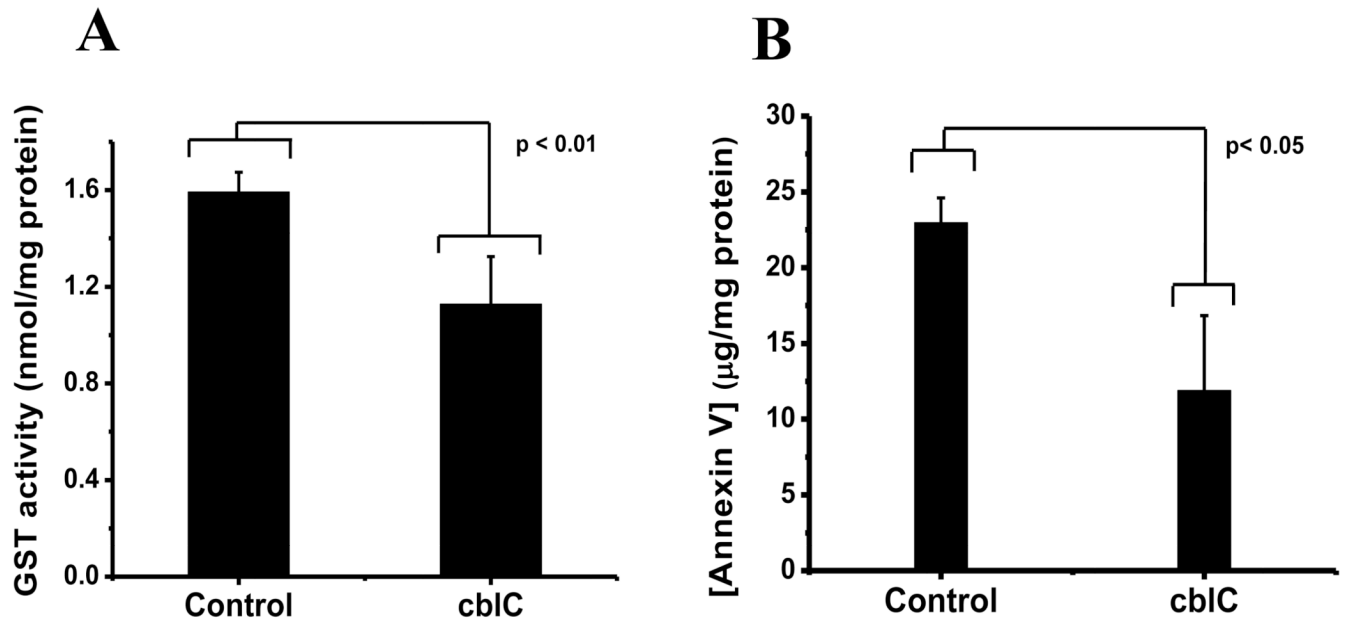 A
GST activity (nmol/mg protein)
1.6
1.2
0.8
0.4
0.0
p < 0.01
Control
cblC
B
[Annexin V] (µg/mg protein)
30
25
20
15
10
5
0
p< 0.05
Control
cblC